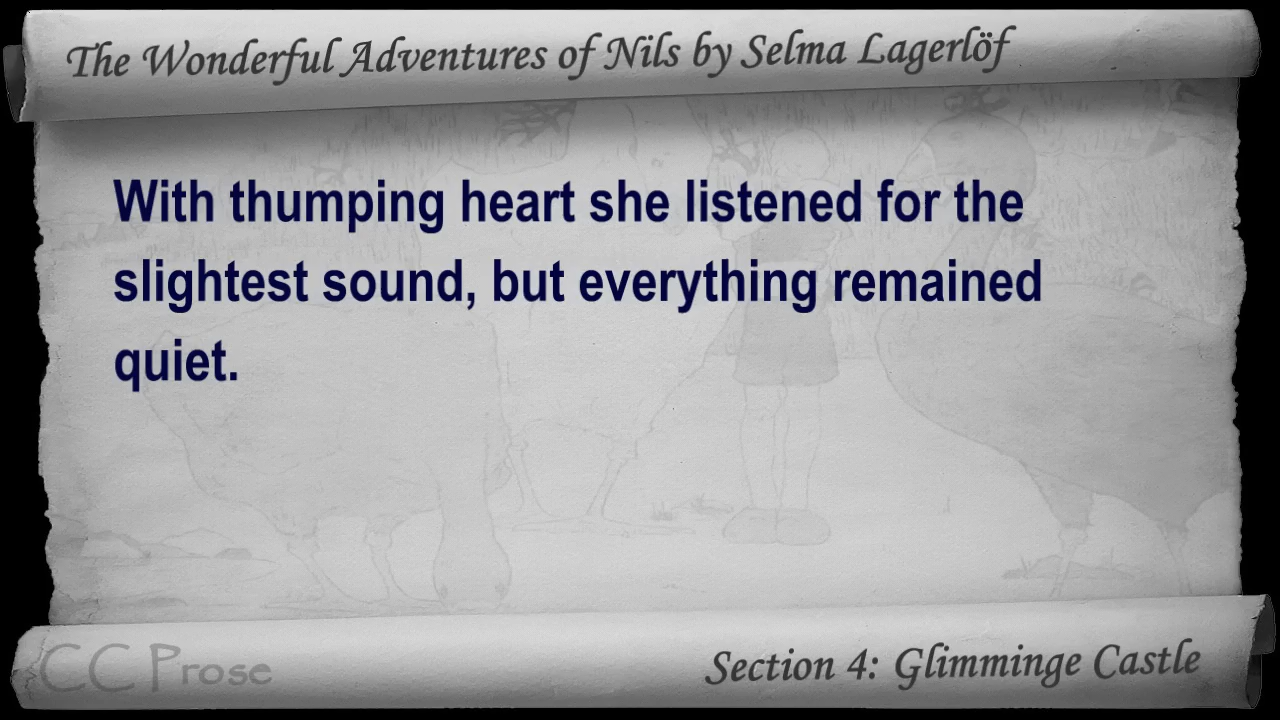 The Wonderful Adventures of Nils by Selma Lagerlöf
With thumping heart she listened for the
slightest sound, but everything remained
quiet.
CC Prose
Section 4: Glimminge Castle